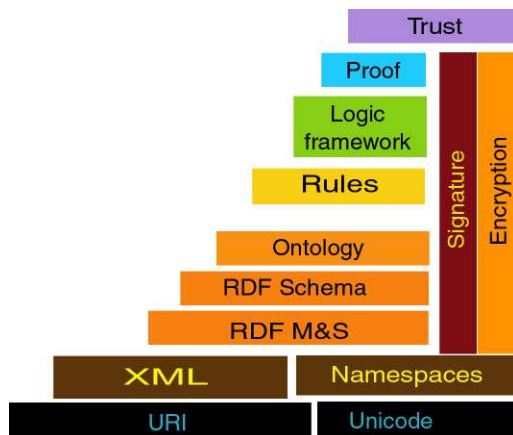 Trust
Proof
Logic
framework
Rules
Ontology
RDF Schema
RDF M&S
Signature
Encryption
XML
Namespaces
URI
Unicode